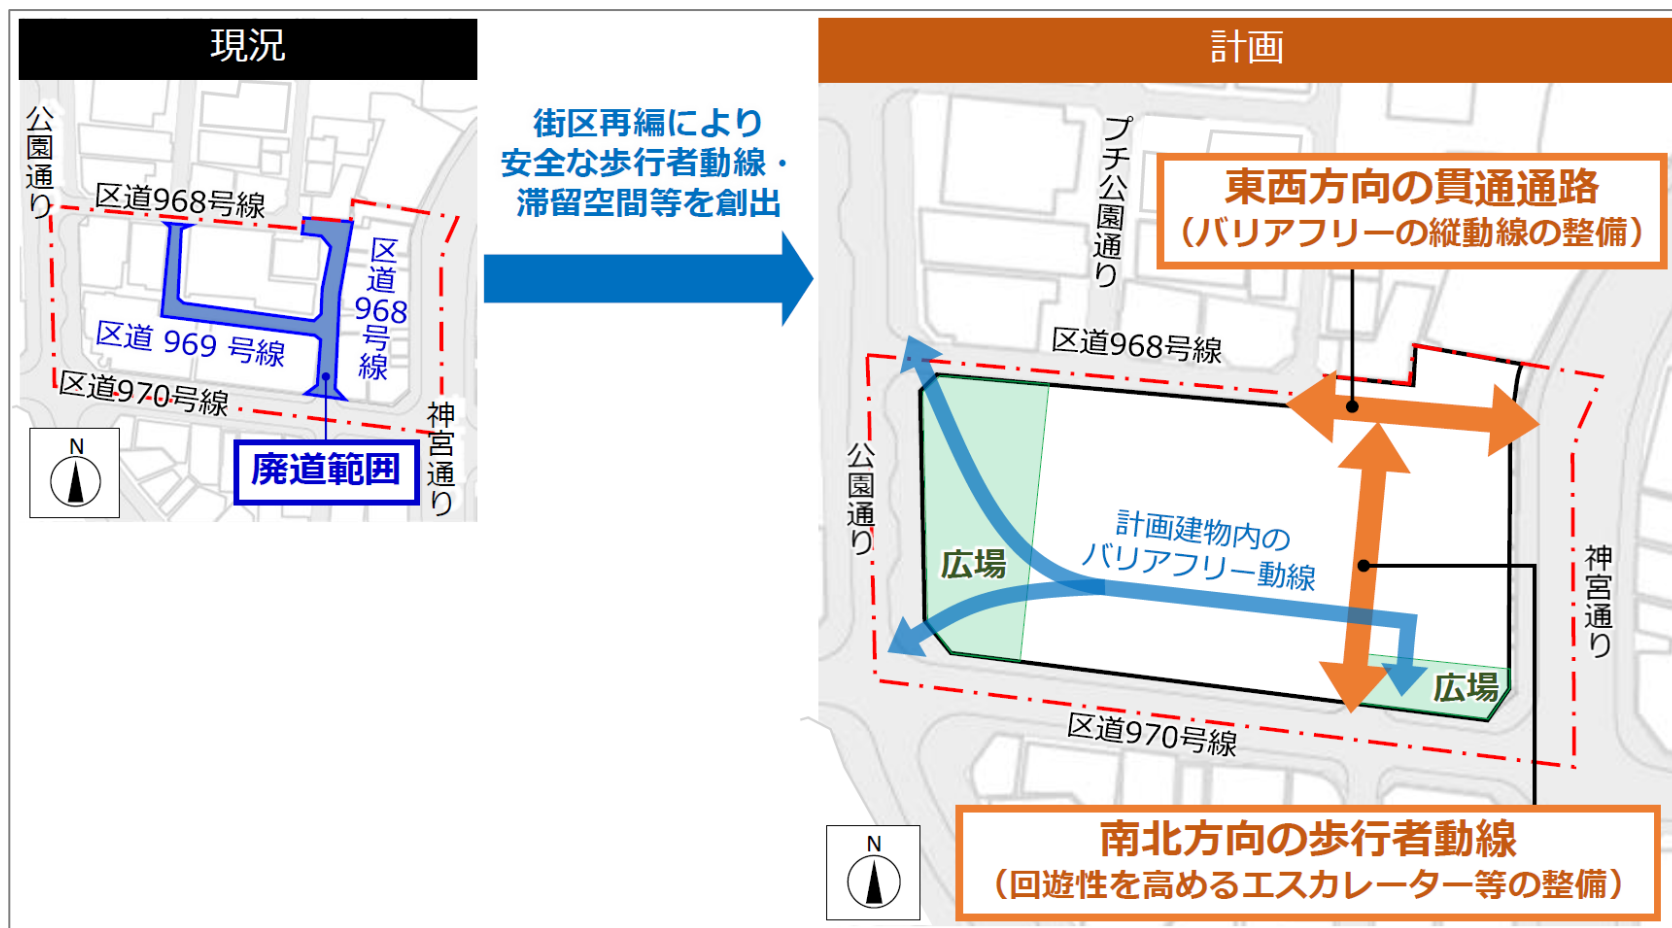 現況
公園通り
区道968号線
区道968号線
区道 969 号線
区道970号線
神宮通り
N
廃道範囲
街区再編により
安全な歩行者動線・
滞留空間等を創出
計画
プチ公園通り
東西方向の貫通通路
（バリアフリーの縦動線の整備）
区道968号線
公園通り
計画建物内の
バリアフリー動線
広場
神宮通り
広場
区道970号線
N
南北方向の歩行者動線
（回遊性を高めるエスカレーター等の整備）